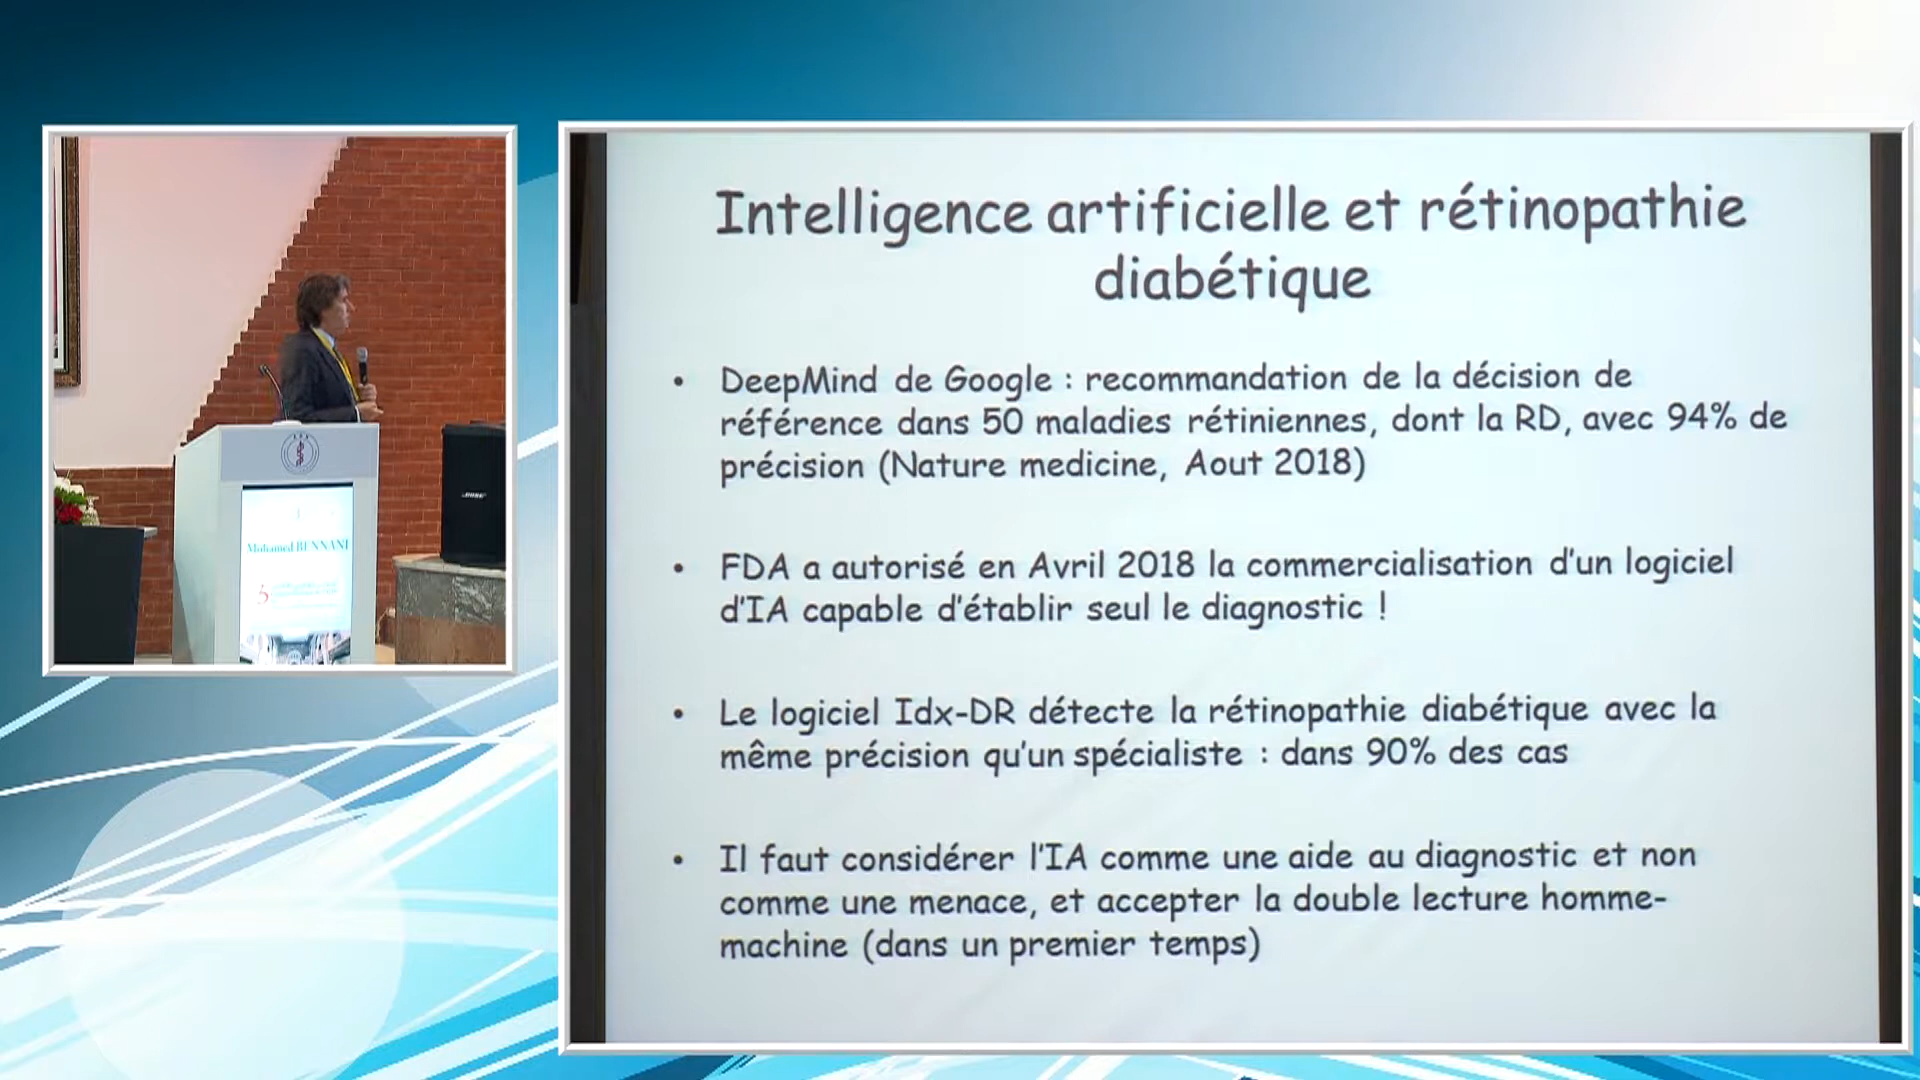 Intelligence artificielle et rétinopathie
diabétique
• DeepMind de Google : recommandation de la décision de
référence dans 50 maladies rétiniennes, dont la RD, avec 94% de
précision (Nature medicine, Aout 2018)
• FDA a autorisé en Avril 2018 la commercialisation d'un logiciel
d'IA capable d'établir seul le diagnostic !
• Le logiciel Idx-DR détecte la rétinopathie diabétique avec la
même précision qu'un spécialiste : dans 90% des cas
• Il faut considérer l'IA comme une aide au diagnostic et non
comme une menace, et accepter la double lecture homme-
machine (dans un premier temps)
Mohamed BENNANI
5
BOSE